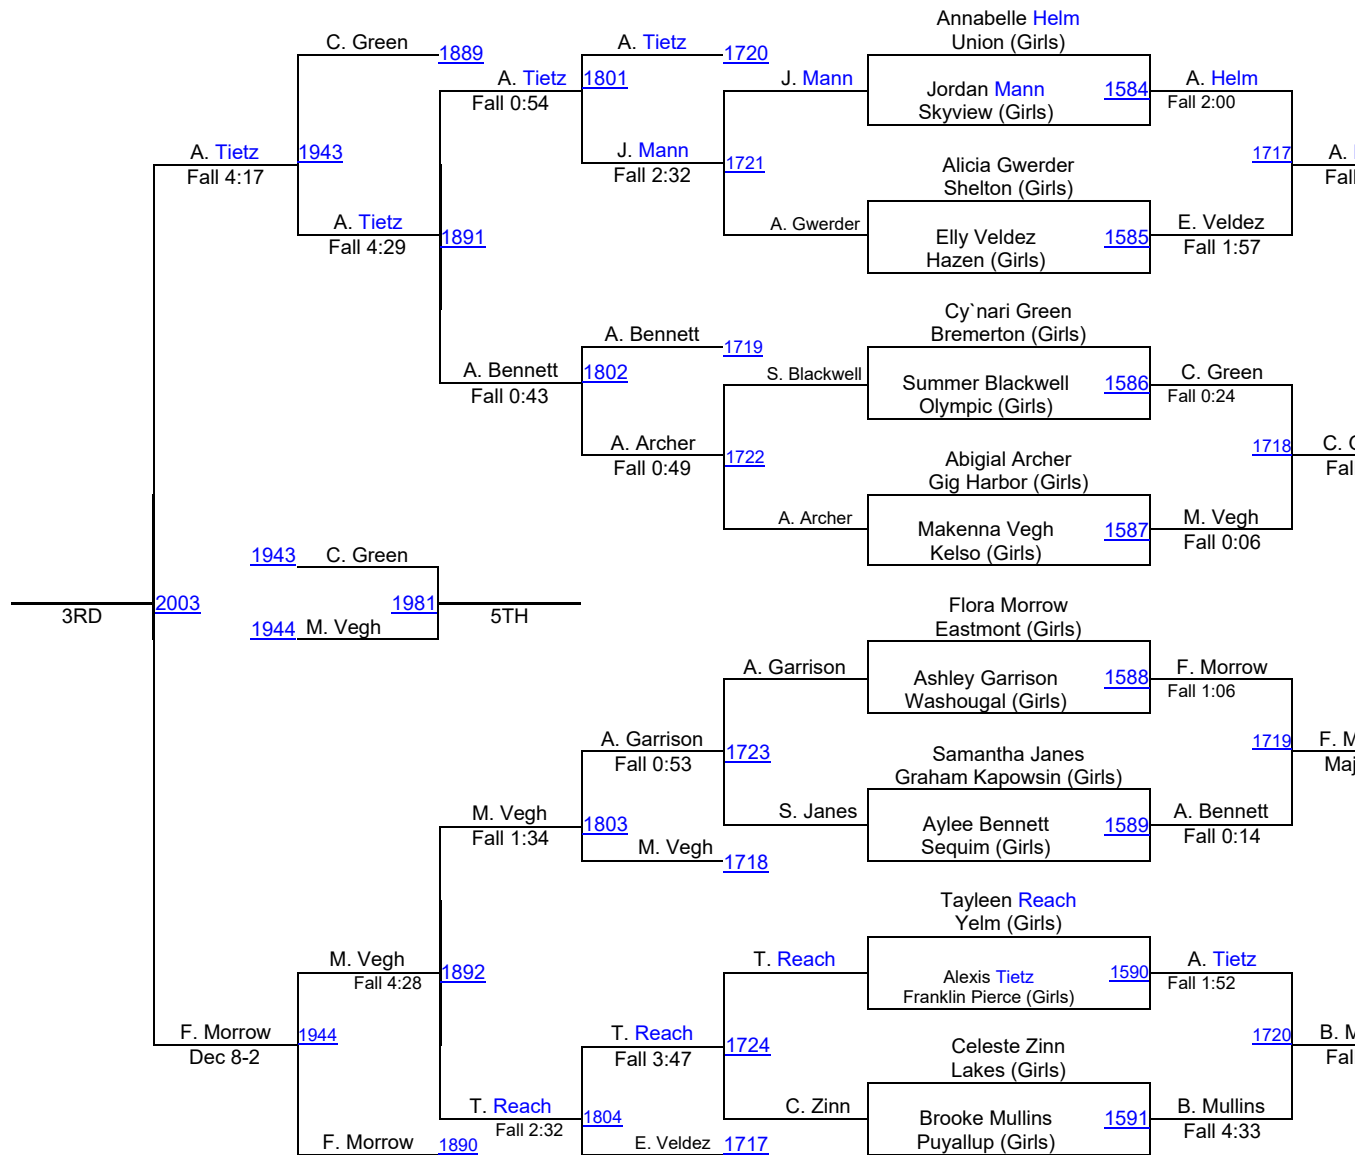 Annabelle Helm
C. Green
A. Tietz
Union (Girls)
1889
1720
A. Tietz
1801
J. Mann
Jordan Mann
1584
A. Helm
Fall 0:54
Skyview (Girls)
Fall 2:00
A. Tietz
1943
J. Mann
1717
A.
Fall 4:17
Fall 2:32
1721
Alicia Gwerder
Fall
Shelton (Girls)
A. Tietz
1891
A. Gwerder
Elly Veldez
1585
E. Veldez
Fall 4:29
Hazen (Girls)
Fall 1:57
Cy`nari Green
A. Bennett
Bremerton (Girls)
1719
A. Bennett
1802
S. Blackwell
Summer Blackwell
1586
C. Green
Fall 0:43
Olympic (Girls)
Fall 0:24
A. Archer
1722
Abigial Archer
1718
C.
Fall 0:49
Gig Harbor (Girls)
Fal
A. Archer
Makenna Vegh
1587
M. Vegh
Kelso (Girls)
Fall 0:06
1943
C. Green
3RD
2003
1981
5TH
Flora Morrow
1944
M. Vegh
Eastmont (Girls)
A. Garrison
Ashley Garrison
1588
F. Morrow
Washougal (Girls)
Fall 1:06
A. Garrison
1723
Samantha Janes
1719
F. M
Fall 0:53
Graham Kapowsin (Girls)
Maj
M. Vegh
1803
S. Janes
Aylee Bennett
1589
A. Bennett
Fall 1:34
M. Vegh
1718
Sequim (Girls)
Fall 0:14
Tayleen Reach
Yelm (Girls)
M. Vegh
1892
T. Reach
Alexis Tietz
1590
A. Tietz
Fall 4:28
Franklin Pierce (Girls)
Fall 1:52
F. Morrow
1944
T. Reach
1724
Celeste Zinn
1720
B. M
Dec 8-2
Fall 3:47
Lakes (Girls)
Fal
T. Reach
1804
C. Zinn
Brooke Mullins
1591
B. Mullins
Fall 2:32
Puyallup (Girls)
Fall 4:33
F. Morrow
1890
E. Veldez
1717